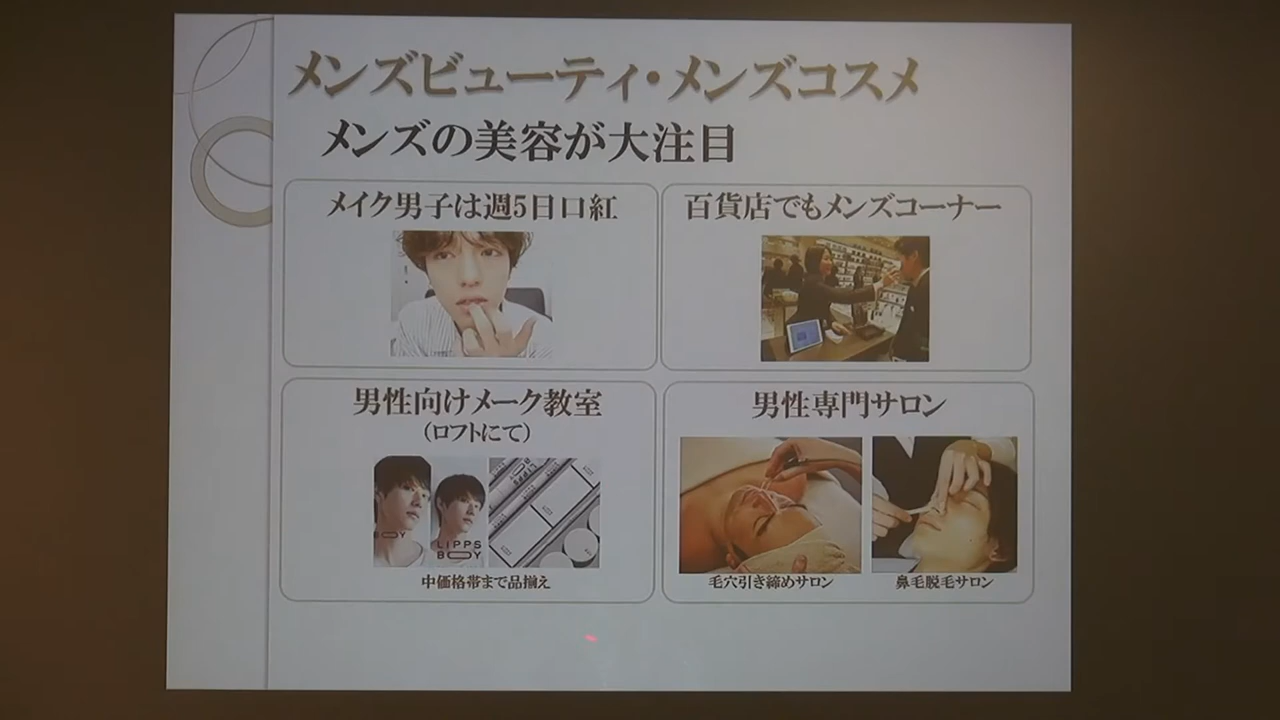 メンズビューティ・メンズコスメ
メンズの美容が大注目
メイク男子は週5日口紅
百貨店でもメンズコーナー
男性向けメーク教室
（ロフトにて）
LIPPS
BOY
中価格帯まで品揃え
男性専門サロン
毛穴引き締めサロン
鼻毛脱毛サロン